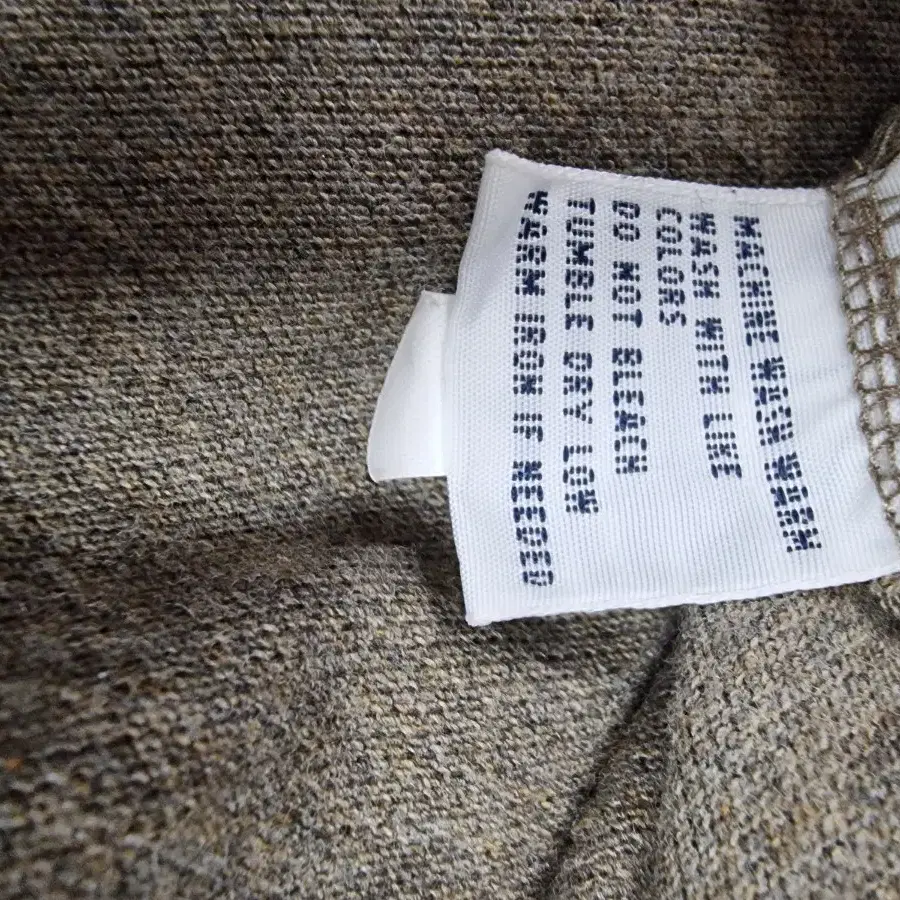 MACHINE WASH WARM
WASH WITH LIKE
COLORS
DO NOT BLEACH
TUMBLE DRY LOW
WARM IRON IF NEEDED